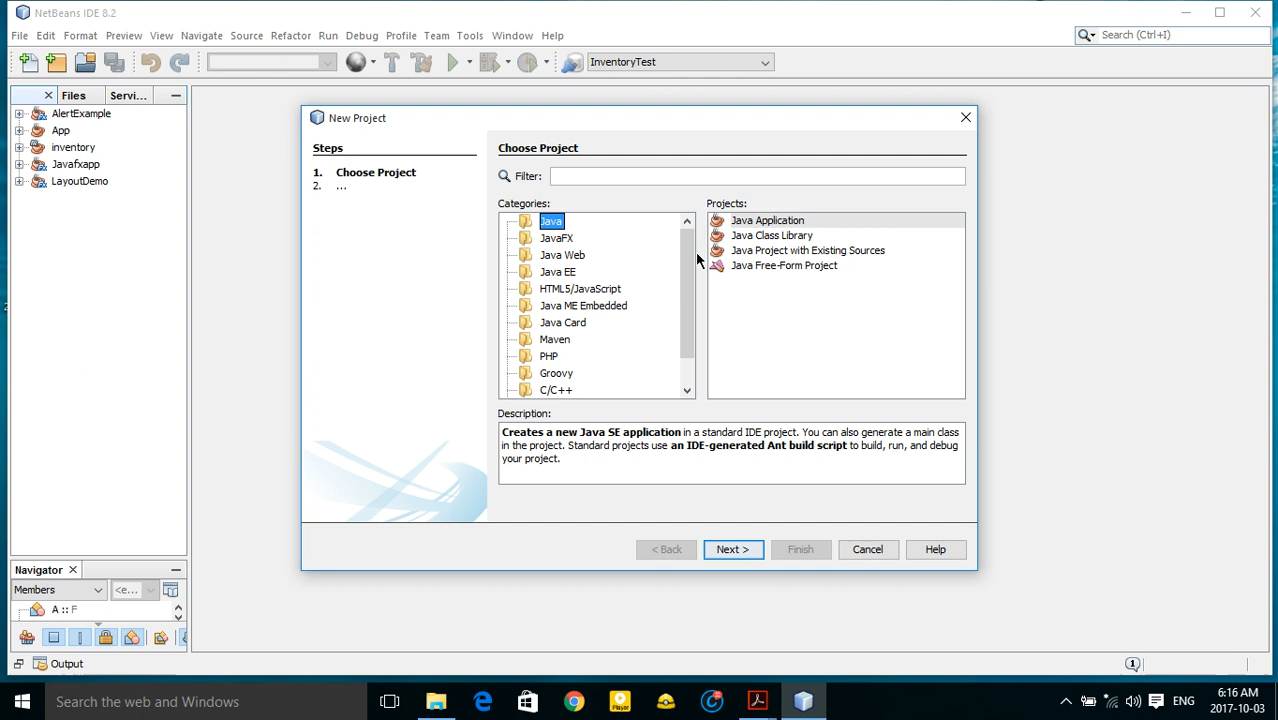 NetBeans IDE 8.2
File Edit Format Preview View Navigate Source Refactor Run Debug Profile Team Tools Window Help
Search (Ctrl+I)
InventoryTest
Files Servi...
AlertExample
App
inventory
Javafxapp
LayoutDemo
New Project
Steps
1. Choose Project
2. ...
Choose Project
Filter:
Categories:
Java
JavaFX
Java Web
Java EE
HTML5/JavaScript
Java ME Embedded
Java Card
Maven
PHP
Groovy
C/C++
Projects:
Java Application
Java Class Library
Java Project with Existing Sources
Java Free-Form Project
Description:
Creates a new Java SE application in a standard IDE project. You can also generate a main class
in the project. Standard projects use an IDE-generated Ant build script to build, run, and debug
your project.
< Back Next > Finish Cancel Help
Navigator
Members <e...
A :: F
Output
1
Search the web and Windows
Player
ENG
6:16 AM
2017-10-03